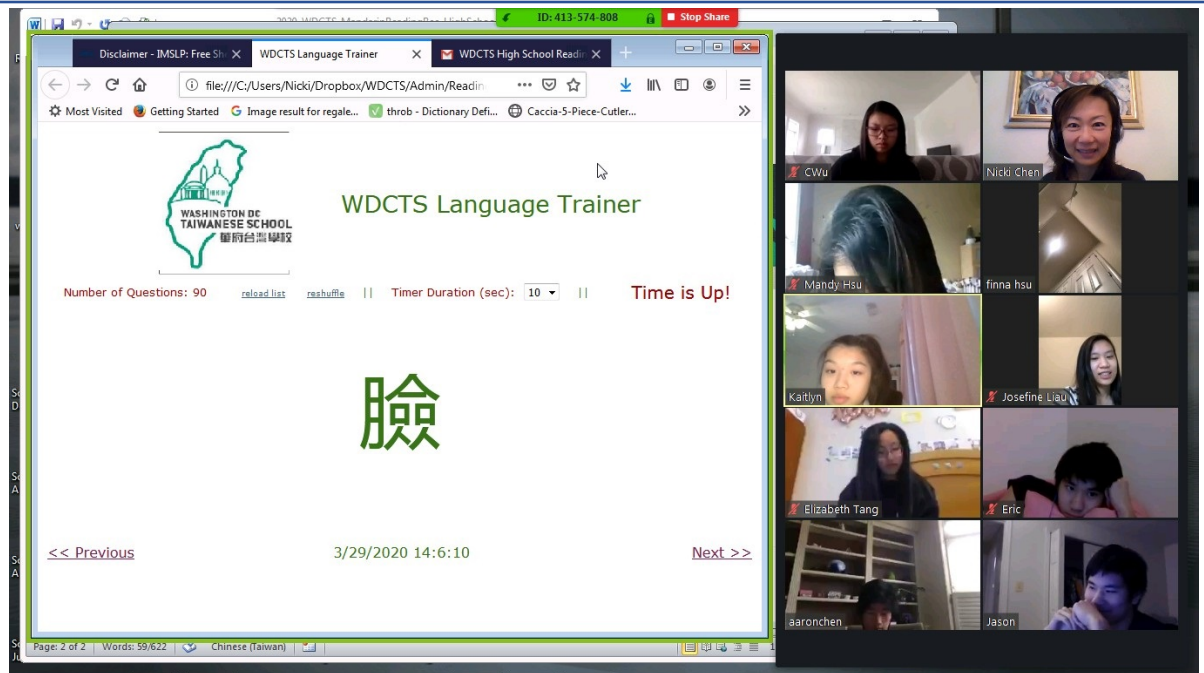 ID: 413-574-808
Stop Share
Disclaimer - IMSLP: Free Sh
WDCTS Language Trainer
WDCTS High School Readin
file:///C:/Users/Nicki/Dropbox/WDCTS/Admin/Readin
Most Visited
Getting Started
Image result for regale...
throb - Dictionary Defi...
Caccia-5-Piece-Cutler...
WASHINGTON DC
TAIWANESE SCHOOL
華府台灣學校
WDCTS Language Trainer
Number of Questions: 90
reload list
reshuffle
||
Timer Duration (sec):
10
||
Time is Up!
臉
<< Previous
3/29/2020 14:6:10
Next >>
Page: 2 of 2
Words: 59/622
Chinese (Taiwan)
CWu
Nicki Chen
Mandy Hsu
finna hsu
Kaitlyn
Josefine Liau
Elizabeth Tang
Eric
aaronchen
Jason